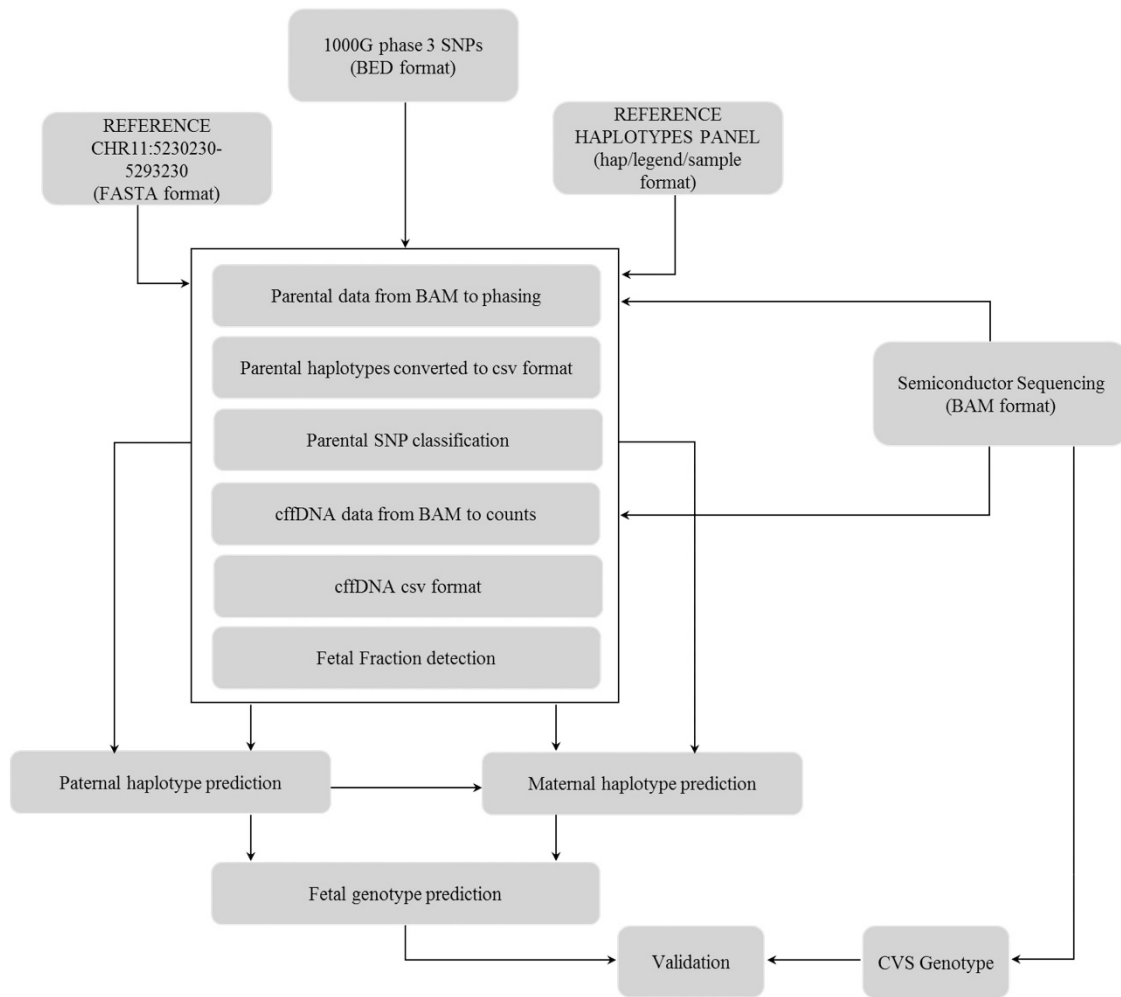 1000G phase 3 SNPs
(BED format)
REFERENCE
CHR11:5230230-
5293230
(FASTA format)
REFERENCE
HAPLOTYPES PANEL
(hap/legend/sample
format)
Parental data from BAM to phasing
Parental haplotypes converted to csv format
Parental SNP classification
cffDNA data from BAM to counts
cffDNA csv format
Fetal Fraction detection
Semiconductor Sequencing
(BAM format)
Paternal haplotype prediction
Maternal haplotype prediction
Fetal genotype prediction
Validation
CVS Genotype